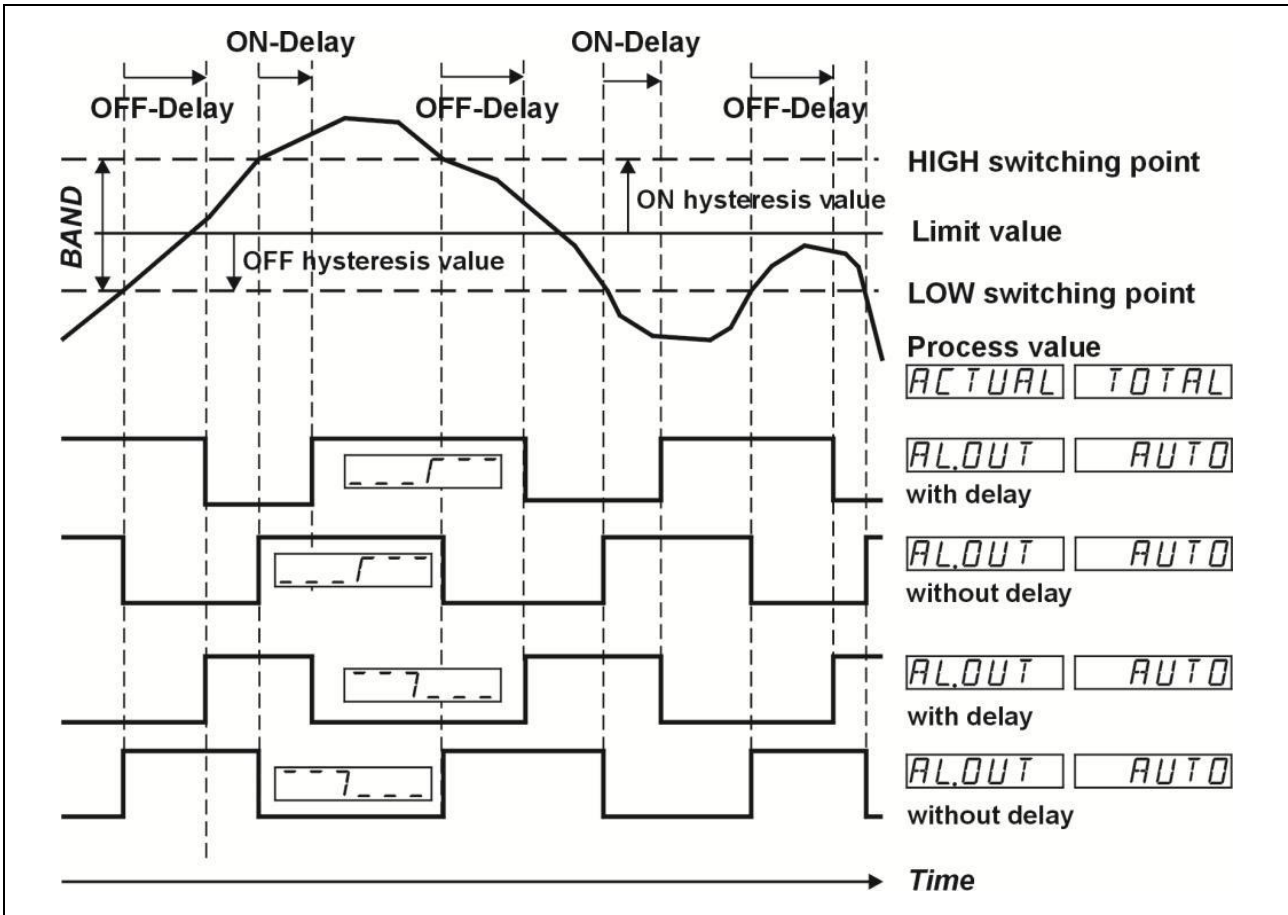 ON-Delay
ON-Delay
OFF-Delay
OFF-Delay
OFF-Delay
HIGH switching point
BAND
ON hysteresis value
Limit value
OFF hysteresis value
LOW switching point
Process value
ACTUAL TOTAL
AL.OUT AUTO
with delay
AL.OUT AUTO
without delay
AL.OUT AUTO
with delay
AL.OUT AUTO
without delay
Time